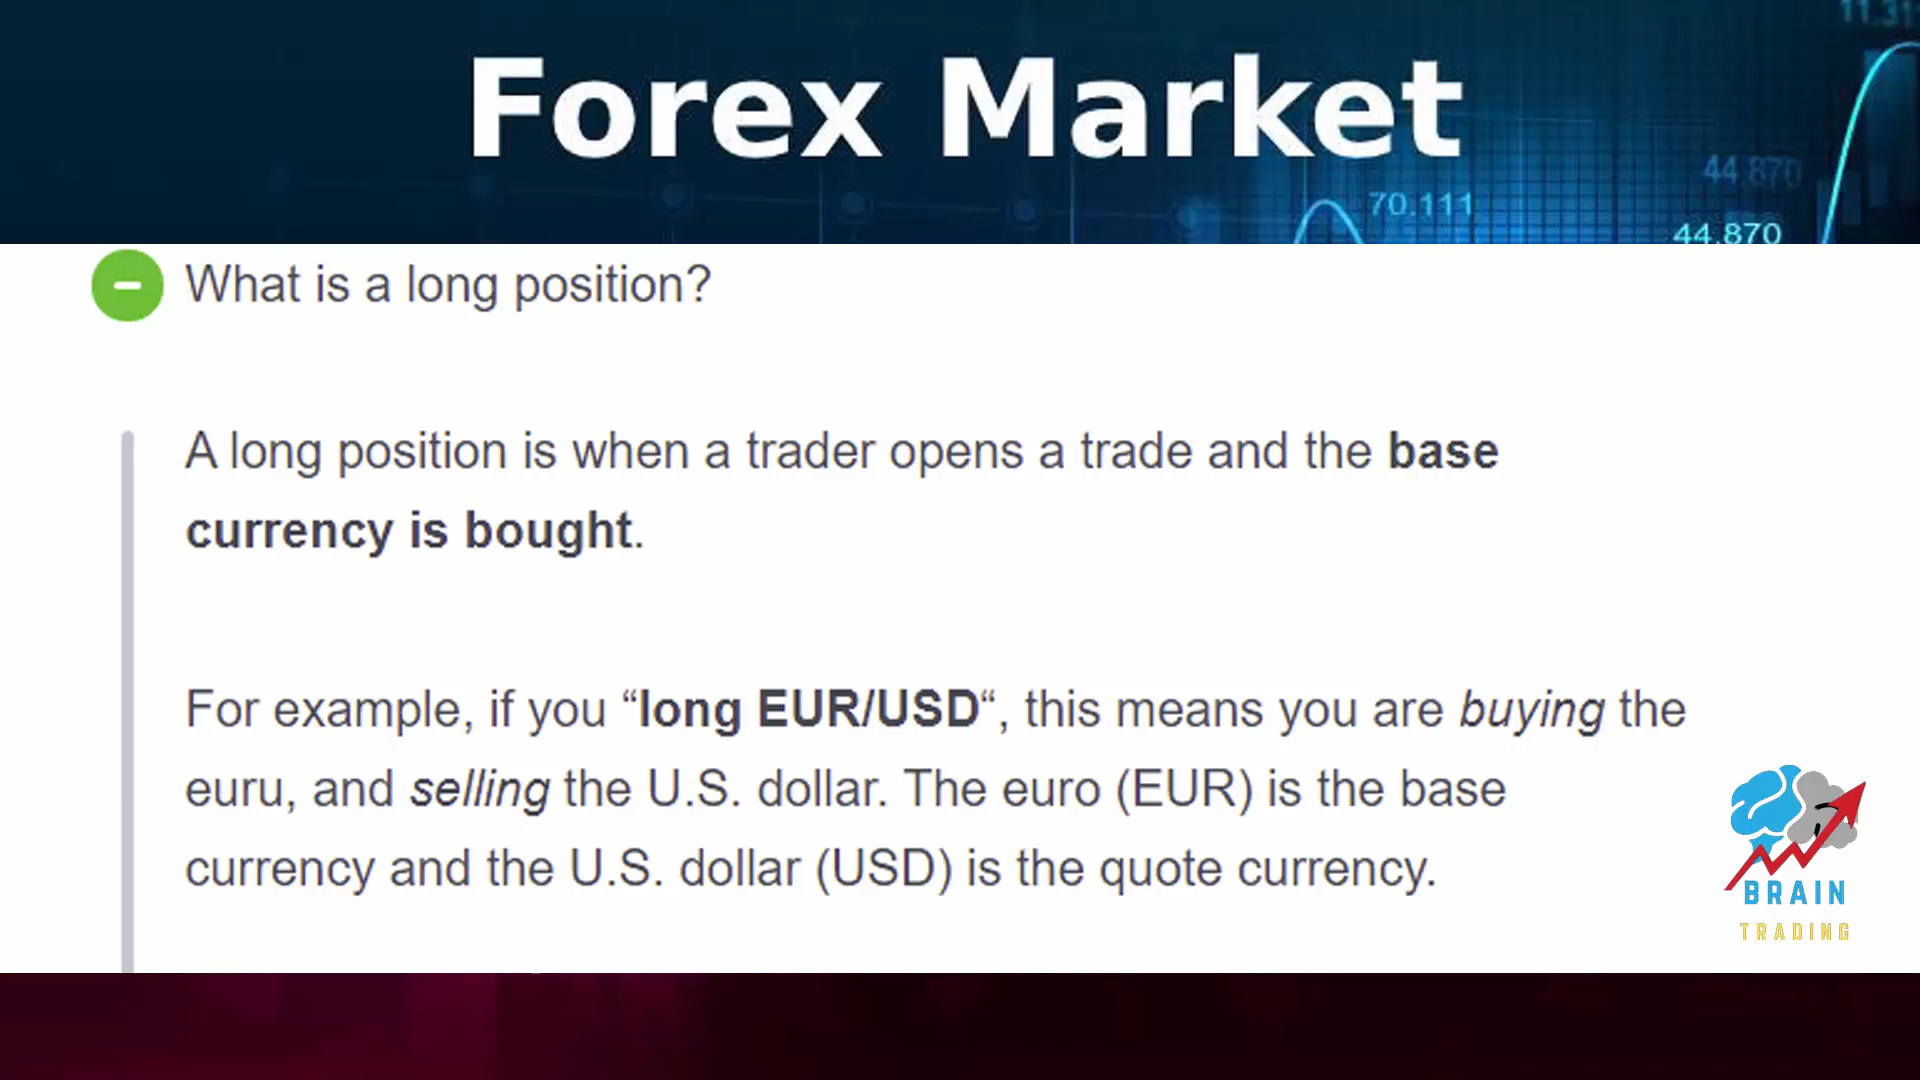 11.31
Forex Market
44.870
70.111
44.870
What is a long position?
A long position is when a trader opens a trade and the base
currency is bought.
For example, if you “long EUR/USD“, this means you are buying the
euru, and selling the U.S. dollar. The euro (EUR) is the base
currency and the U.S. dollar (USD) is the quote currency.
BRAIN
TRADING